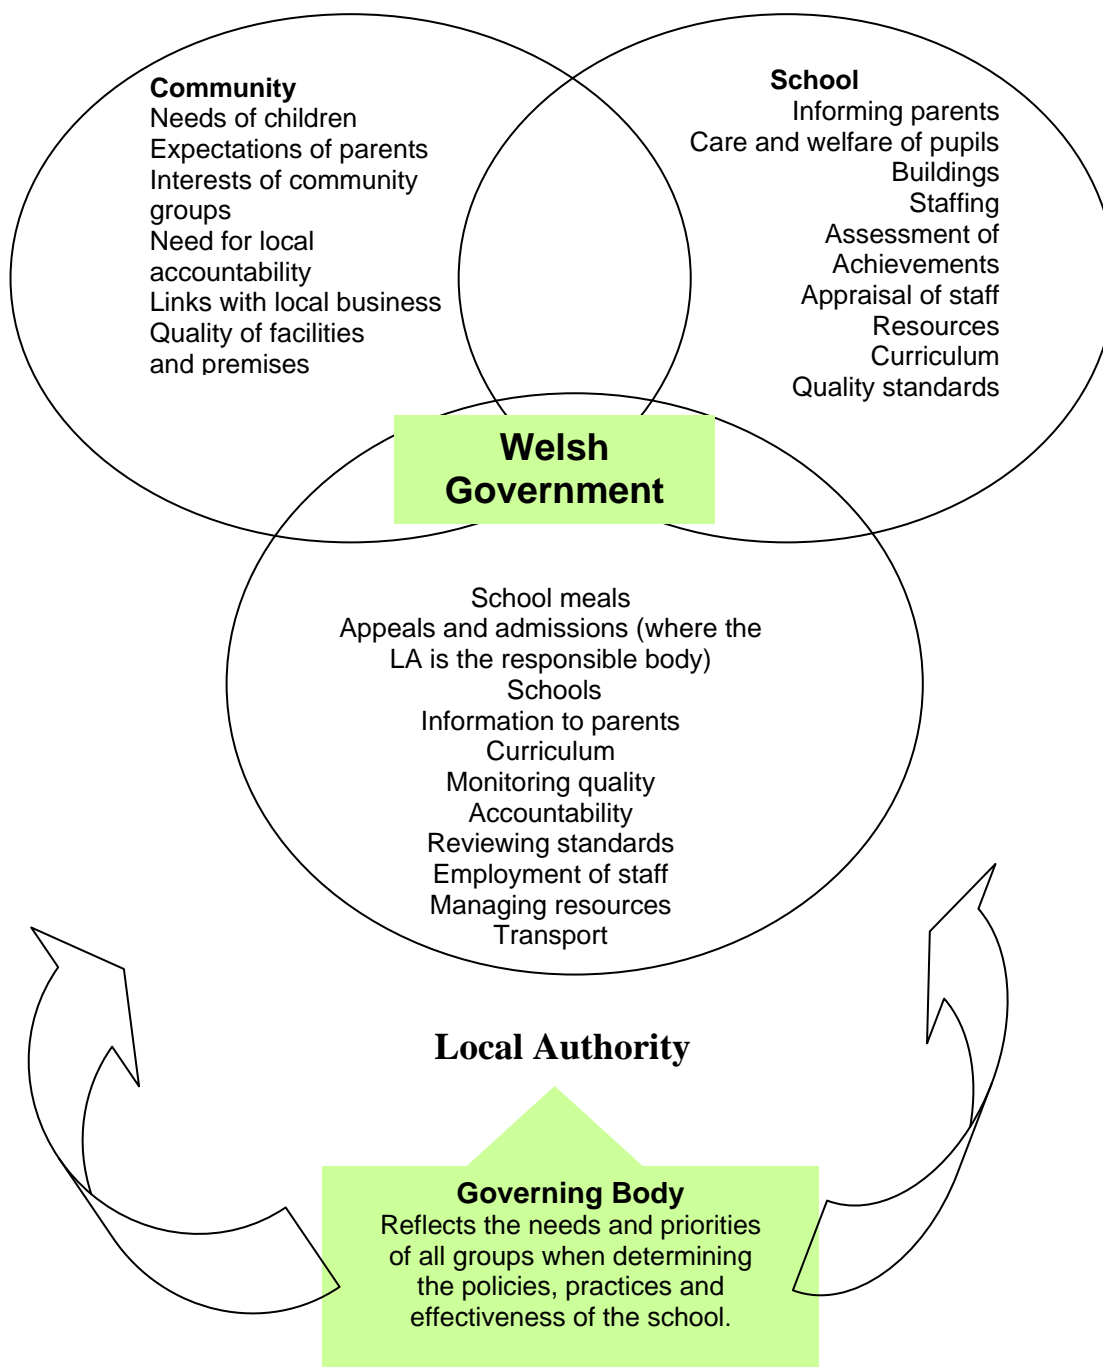 Community
Needs of children
Expectations of parents
Interests of community
groups
Need for local
accountability
Links with local business
Quality of facilities
and premises
School
Informing parents
Care and welfare of pupils
Buildings
Staffing
Assessment of
Achievements
Appraisal of staff
Resources
Curriculum
Quality standards
Welsh
Government
School meals
Appeals and admissions (where the
LA is the responsible body)
Schools
Information to parents
Curriculum
Monitoring quality
Accountability
Reviewing standards
Employment of staff
Managing resources
Transport
Local Authority
Governing Body
Reflects the needs and priorities
of all groups when determining
the policies, practices and
effectiveness of the school.